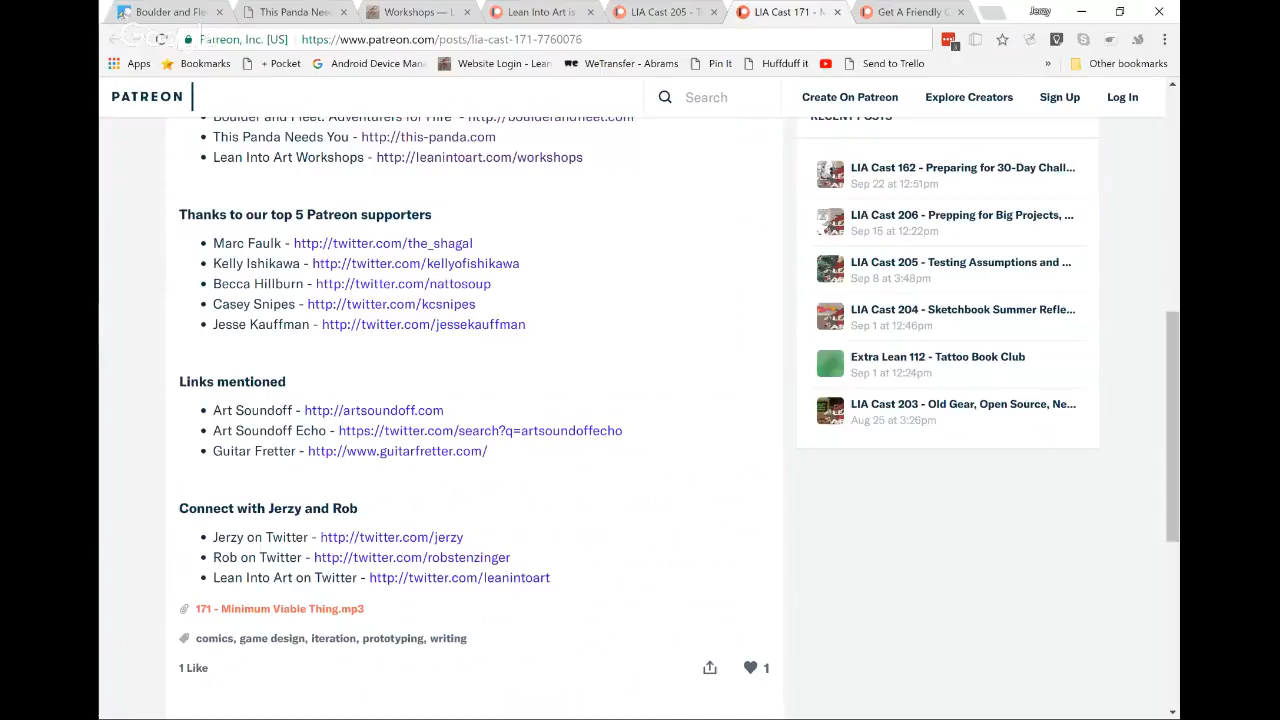 Boulder and Fle
This Panda Nee
Workshops — L
Lean Into Art is
LIA Cast 205 - T
LIA Cast 171 - M
Get A Friendly C
Jerzy
Patreon, Inc. [US]
https://www.patreon.com/posts/lia-cast-171-7760076
3
Apps
Bookmarks
+ Pocket
Android Device Man
Website Login - Lean
WeTransfer - Abrams
Pin It
Huffduff it
Send to Trello
»
Other bookmarks
PATREON
Search
Create On Patreon
Explore Creators
Sign Up
Log In
Boulder and Fleet: Adventurers for Hire - http://boulderandfleet.com
This Panda Needs You - http://this-panda.com
Lean Into Art Workshops - http://leanintoart.com/workshops
Thanks to our top 5 Patreon supporters
Marc Faulk - http://twitter.com/the_shagal
Kelly Ishikawa - http://twitter.com/kellyofishikawa
Becca Hillburn - http://twitter.com/nattosoup
Casey Snipes - http://twitter.com/kcsnipes
Jesse Kauffman - http://twitter.com/jessekauffman
Links mentioned
Art Soundoff - http://artsoundoff.com
Art Soundoff Echo - https://twitter.com/search?q=artsoundoffecho
Guitar Fretter - http://www.guitarfretter.com/
Connect with Jerzy and Rob
Jerzy on Twitter - http://twitter.com/jerzy
Rob on Twitter - http://twitter.com/robstenzinger
Lean Into Art on Twitter - http://twitter.com/leanintoart
171 - Minimum Viable Thing.mp3
comics, game design, iteration, prototyping, writing
1 Like
1
RECENT POSTS
LIA Cast 162 - Preparing for 30-Day Chall...
Sep 22 at 12:51pm
LIA Cast 206 - Prepping for Big Projects, ...
Sep 15 at 12:22pm
LIA Cast 205 - Testing Assumptions and ...
Sep 8 at 3:48pm
LIA Cast 204 - Sketchbook Summer Refle...
Sep 1 at 12:46pm
Extra Lean 112 - Tattoo Book Club
Sep 1 at 12:24pm
LIA Cast 203 - Old Gear, Open Source, Ne...
Aug 25 at 3:26pm